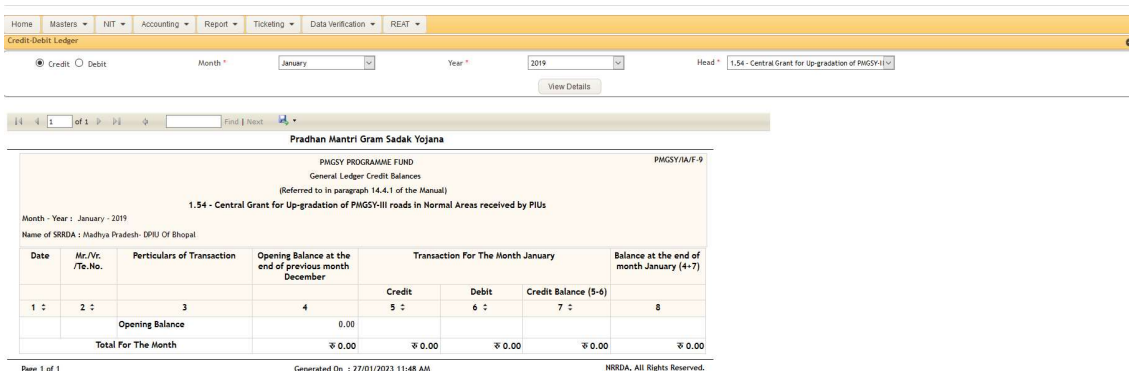 Home Masters NIT Accounting Report Ticketing Data Verification REAT
Credit-Debit Ledger
Credit Debit Month * January Year * 2019 Head * 1.54 - Central Grant for Up-gradation of PMGSY-II
View Details
1 of 1 Find | Next
Pradhan Mantri Gram Sadak Yojana
PMGSY PROGRAMME FUND PMGSY/IA/F-9
General Ledger Credit Balances
(Referred to in paragraph 14.4.1 of the Manual)
1.54 - Central Grant for Up-gradation of PMGSY-III roads in Normal Areas received by PIUs
Month - Year : January - 2019
Name of SRRDA : Madhya Pradesh- DPIU Of Bhopal
Date Mr./Vr. /Te.No. Perticulars of Transaction Opening Balance at the end of previous month December Transaction For The Month January Balance at the end of month January (4+7)
Credit Debit Credit Balance (5-6)
1 2 3 4 5 6 7 8
Opening Balance 0.00
Total For The Month रु 0.00 रु 0.00 रु 0.00 रु 0.00 रु 0.00
Page 1 of 1 Generated On : 27/01/2023 11:48 AM NRRDA, All Rights Reserved.